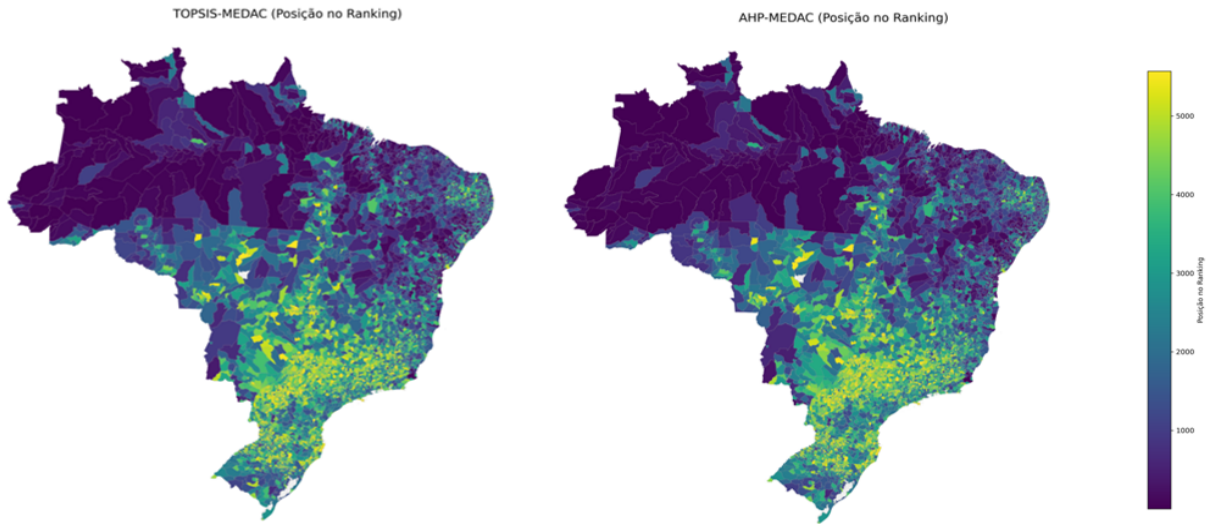 TOPSIS-MEDAC (Posição no Ranking)
AHP-MEDAC (Posição no Ranking)
5000
4000
3000
2000
1000
Posição no Ranking